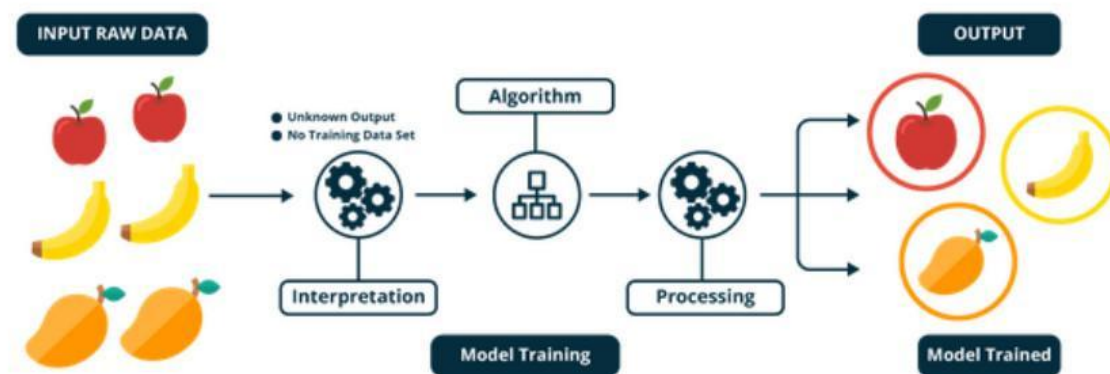 INPUT RAW DATA
OUTPUT
Algorithm
● Unknown Output
● No Training Data Set
Interpretation
Processing
Model Training
Model Trained